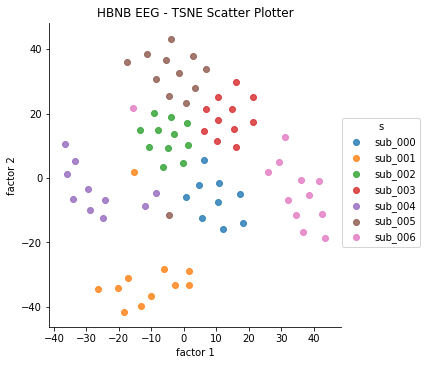 HBNB EEG - TSNE Scatter Plotter
factor 2
40
20
0
−20
−40
−40 −30 −20 −10 0 10 20 30 40
factor 1
s
sub_000
sub_001
sub_002
sub_003
sub_004
sub_005
sub_006